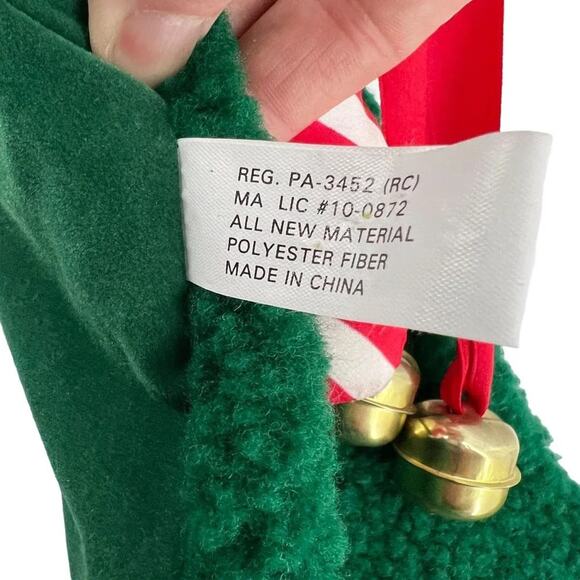 REG. PA-3452 (RC)
MA LIC #10-0872
ALL NEW MATERIAL
POLYESTER FIBER
MADE IN CHINA